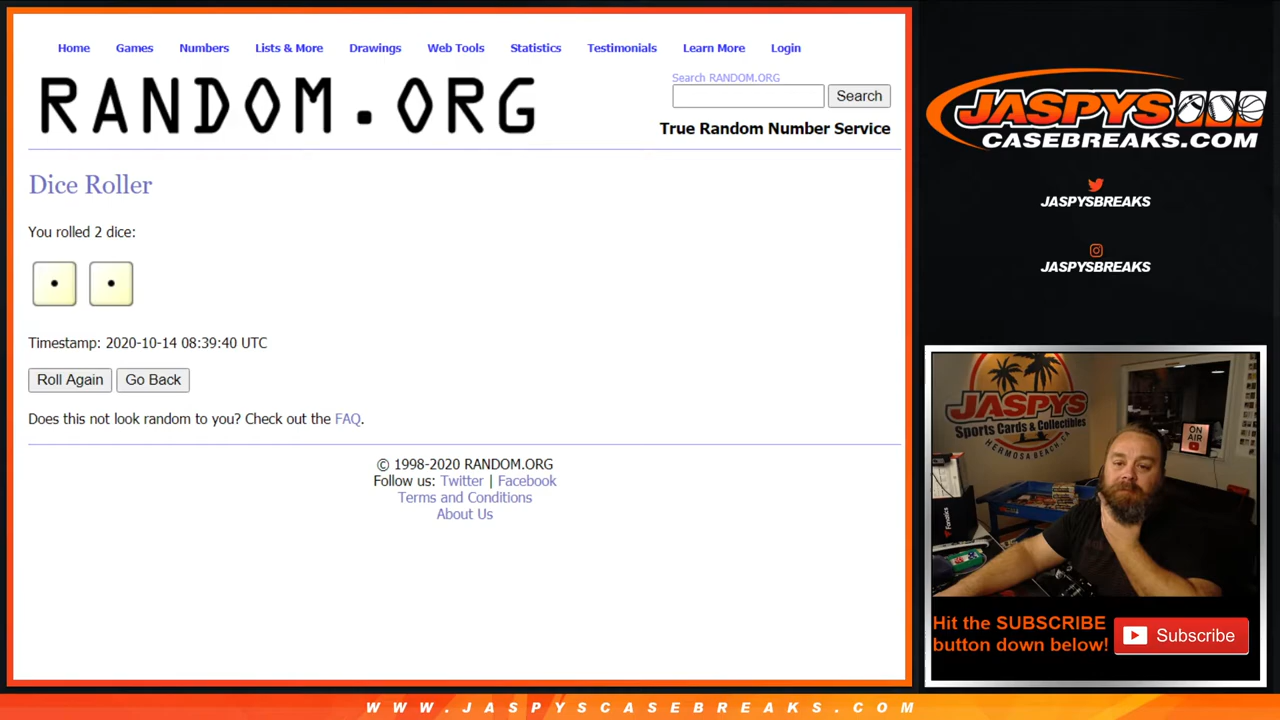 Home Games Numbers Lists & More Drawings Web Tools Statistics Testimonials Learn More Login
RANDOM.ORG
Search RANDOM.ORG
Search
True Random Number Service
Dice Roller
You rolled 2 dice:
Timestamp: 2020-10-14 08:39:40 UTC
Roll Again Go Back
Does this not look random to you? Check out the FAQ.
© 1998-2020 RANDOM.ORG
Follow us: Twitter | Facebook
Terms and Conditions
About Us
JASPYS
CASEBREAKS.COM
JASPYSBREAKS
JASPYSBREAKS
JASPYS
Sports Cards & Collectibles
HERMOSA BEACH, CA
ON
AIR
Fanatics
Hit the SUBSCRIBE
button down below!
Subscribe
WWW.JASPYSCASEBREAKS.COM